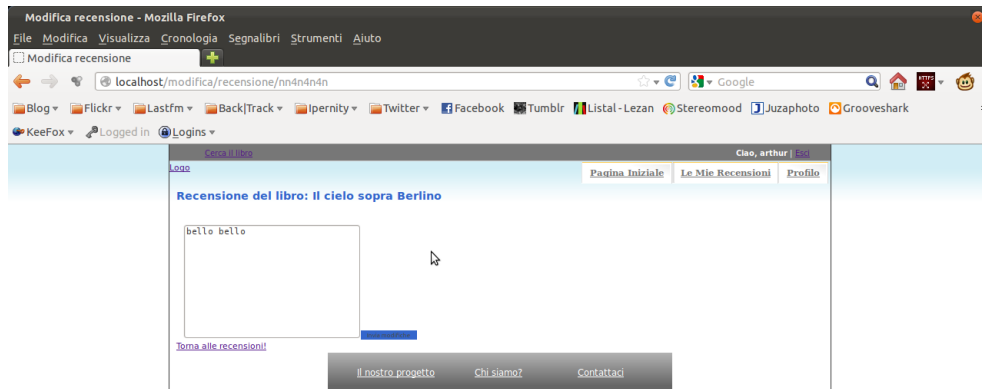 Modifica recensione - Mozilla Firefox
File Modifica Visualizza Cronologia Segnalibri Strumenti Aiuto
Modifica recensione
localhost/modifica/recensione/nn4n4n4n Google
Blog Flickr Lastfm Back|Track Ipernity Twitter Facebook Tumblr Listal - Lezan Stereomood Juzaphoto Grooveshark
KeeFox Logged in Logins
Cerca il libro Ciao, arthur | Esci
Logo
Pagina Iniziale Le Mie Recensioni Profilo
Recensione del libro: Il cielo sopra Berlino
bello bello
Torna alle recensioni!
Il nostro progetto Chi siamo? Contattaci